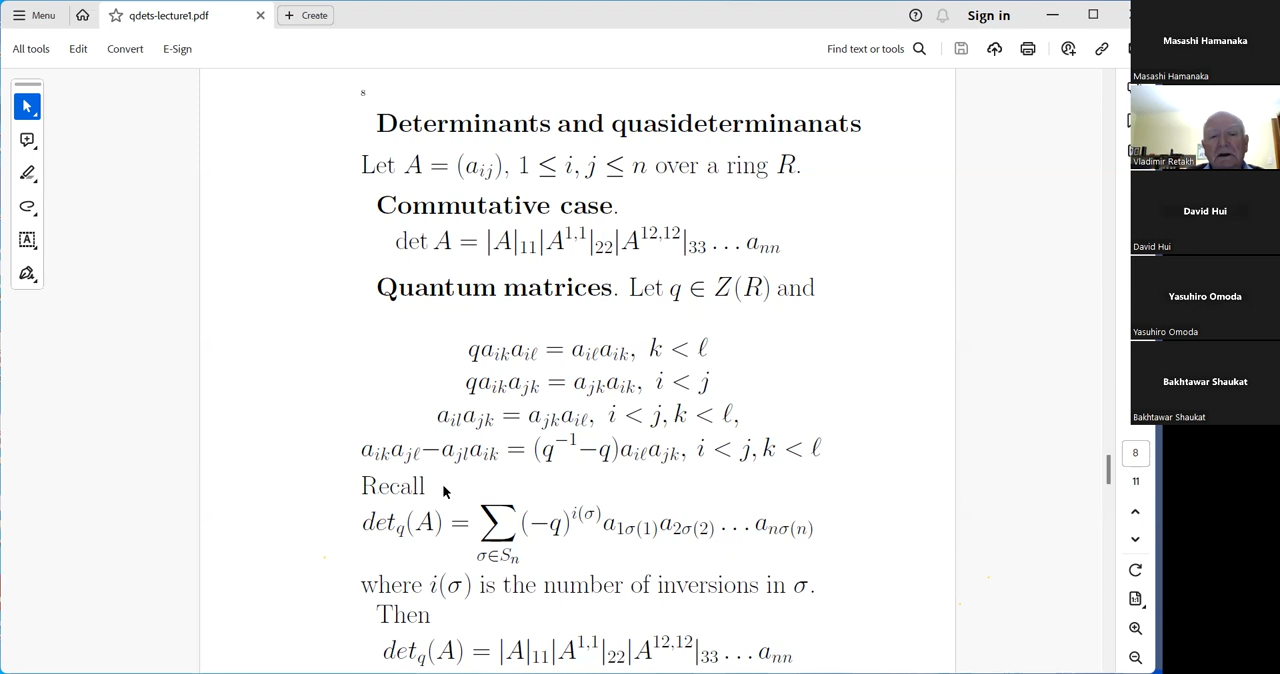 Menu
qdets-lecture1.pdf
Create
Sign in
All tools
Edit
Convert
E-Sign
Find text or tools
8
Determinants and quasideterminanats
Let A = (a_{ij}), 1 ≤ i, j ≤ n over a ring R.
Commutative case.
det A = |A|_{11}|A^{1,1}|_{22}|A^{12,12}|_{33} … a_{nn}
Quantum matrices. Let q ∈ Z(R) and
qa_{ik}a_{iℓ} = a_{iℓ}a_{ik}, k < ℓ
qa_{ik}a_{jk} = a_{jk}a_{ik}, i < j
a_{il}a_{jk} = a_{jk}a_{iℓ}, i < j, k < ℓ,
a_{ik}a_{jℓ}−a_{jl}a_{ik} = (q^{−1}−q)a_{iℓ}a_{jk}, i < j, k < ℓ
Recall
det_q(A) = ∑_{σ∈S_n} (−q)^{i(σ)}a_{1σ(1)}a_{2σ(2)} … a_{nσ(n)}
where i(σ) is the number of inversions in σ.
Then
det_q(A) = |A|_{11}|A^{1,1}|_{22}|A^{12,12}|_{33} … a_{nn}
8
11
1:1
Masashi Hamanaka
Masashi Hamanaka
Vladimir Retakh
David Hui
David Hui
Yasuhiro Omoda
Yasuhiro Omoda
Bakhtawar Shaukat
Bakhtawar Shaukat